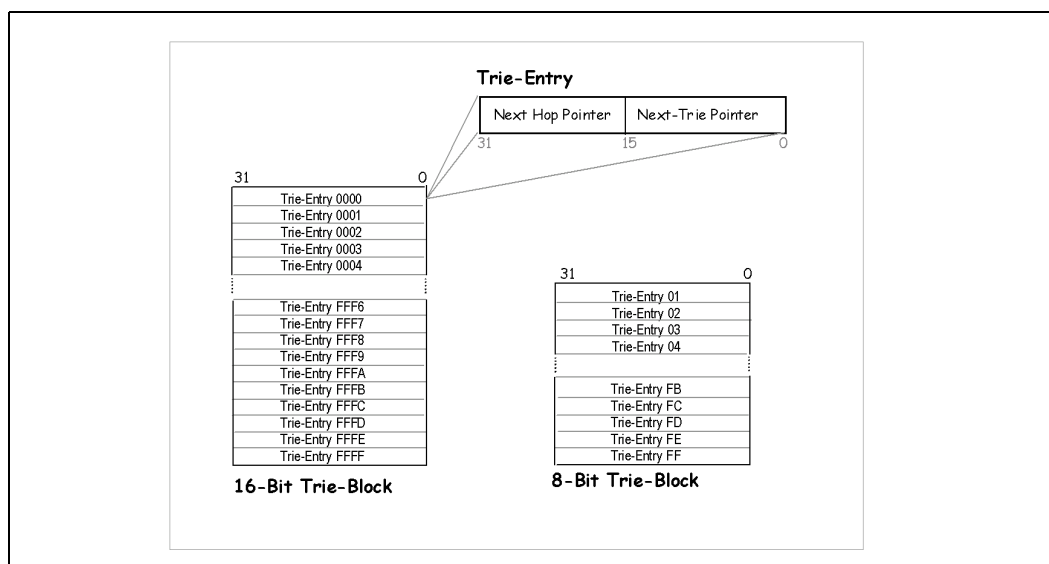 Trie-Entry
Next Hop Pointer Next-Trie Pointer
31 15 0
31 0
Trie-Entry 0000
Trie-Entry 0001
Trie-Entry 0002
Trie-Entry 0003
Trie-Entry 0004
Trie-Entry FFF6
Trie-Entry FFF7
Trie-Entry FFF8
Trie-Entry FFF9
Trie-Entry FFFA
Trie-Entry FFFB
Trie-Entry FFFC
Trie-Entry FFFD
Trie-Entry FFFE
Trie-Entry FFFF
16-Bit Trie-Block
31 0
Trie-Entry 01
Trie-Entry 02
Trie-Entry 03
Trie-Entry 04
Trie-Entry FB
Trie-Entry FC
Trie-Entry FD
Trie-Entry FE
Trie-Entry FF
8-Bit Trie-Block